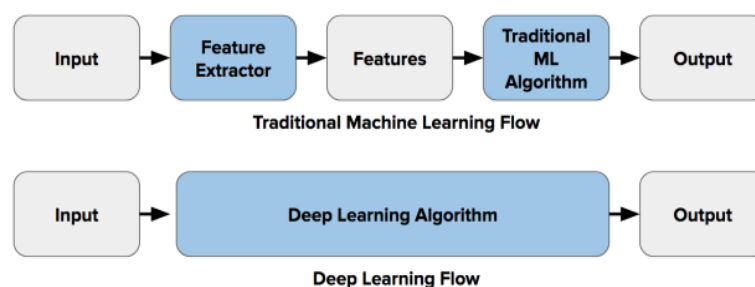 Input
Feature
Extractor
Features
Traditional
ML
Algorithm
Output
Traditional Machine Learning Flow
Input
Deep Learning Algorithm
Output
Deep Learning Flow